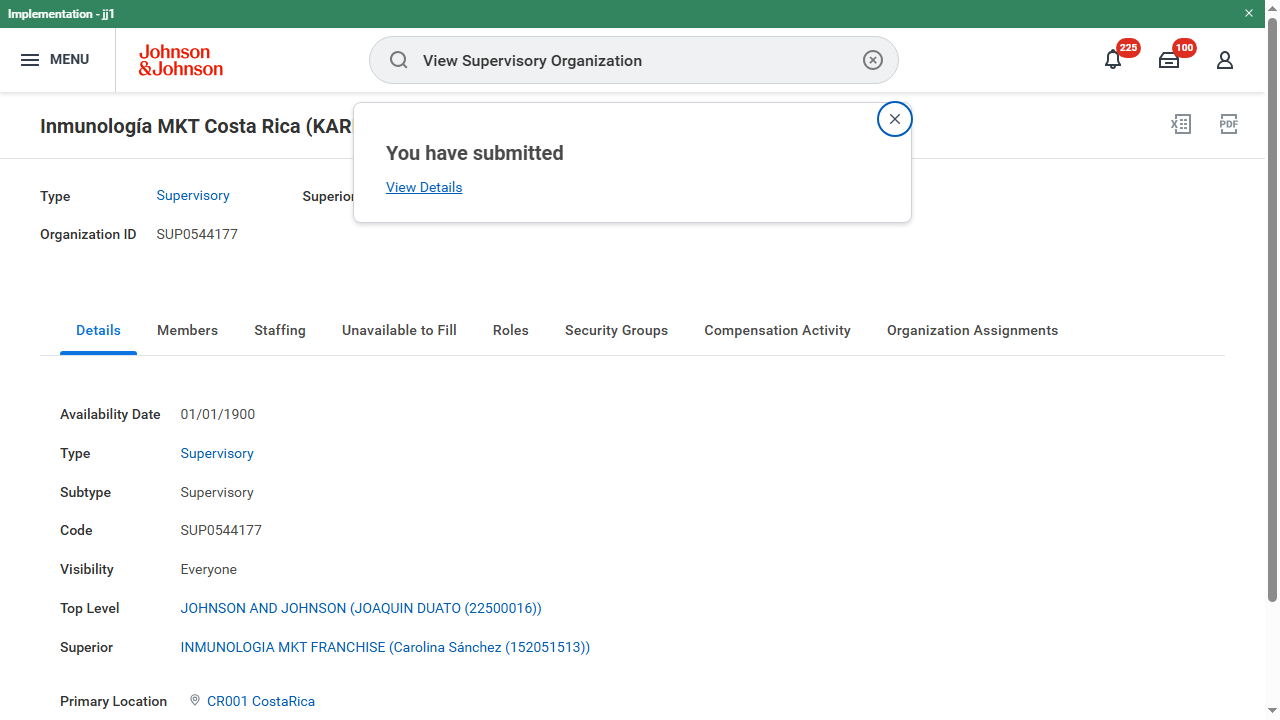 Implementation - jj1
MENU
Johnson
&Johnson
View Supervisory Organization
225
100
Inmunología MKT Costa Rica (KAR
PDF
You have submitted
View Details
Type
Supervisory
Superior
Organization ID
SUP0544177
Details
Members
Staffing
Unavailable to Fill
Roles
Security Groups
Compensation Activity
Organization Assignments
Availability Date
01/01/1900
Type
Supervisory
Subtype
Supervisory
Code
SUP0544177
Visibility
Everyone
Top Level
JOHNSON AND JOHNSON (JOAQUIN DUATO (22500016))
Superior
INMUNOLOGIA MKT FRANCHISE (Carolina Sánchez (152051513))
Primary Location
CR001 CostaRica